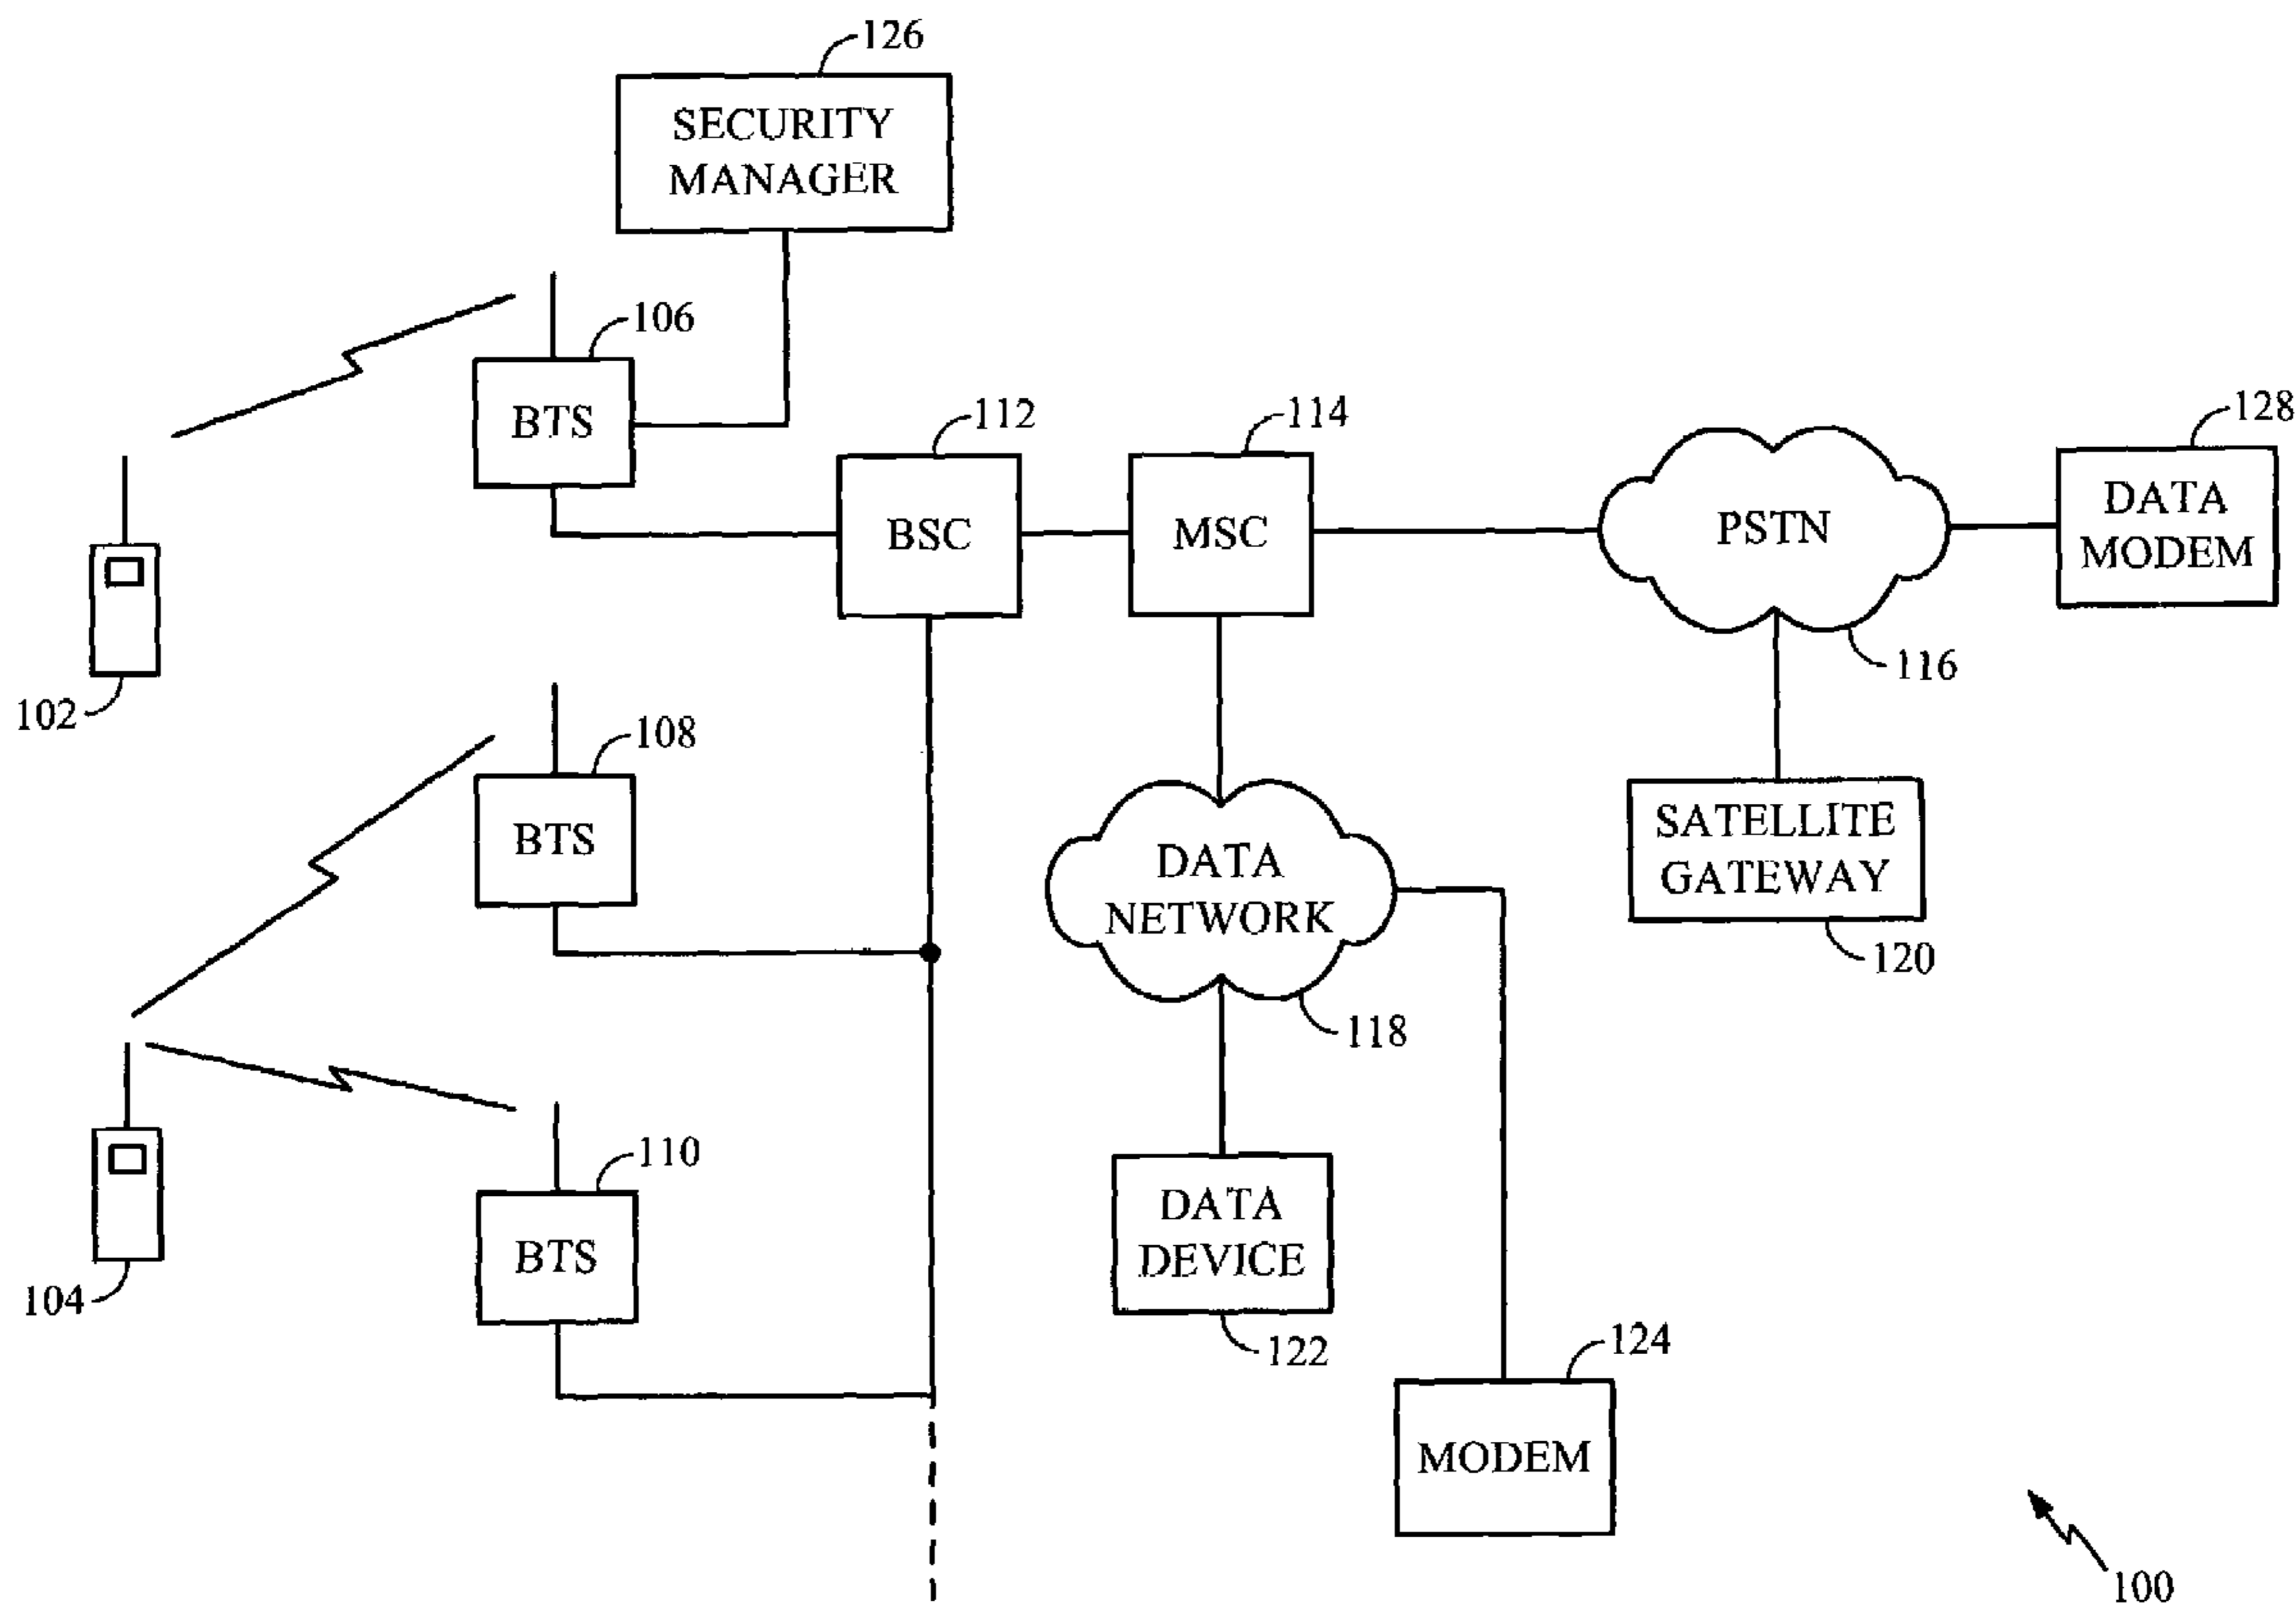 126
SECURITY
MANAGER
106
BTS
112
114
128
BSC
MSC
PSTN
DATA
MODEM
116
102
108
BTS
DATA
NETWORK
118
SATELLITE
GATEWAY
120
110
BTS
104
DATA
DEVICE
122
124
MODEM
100